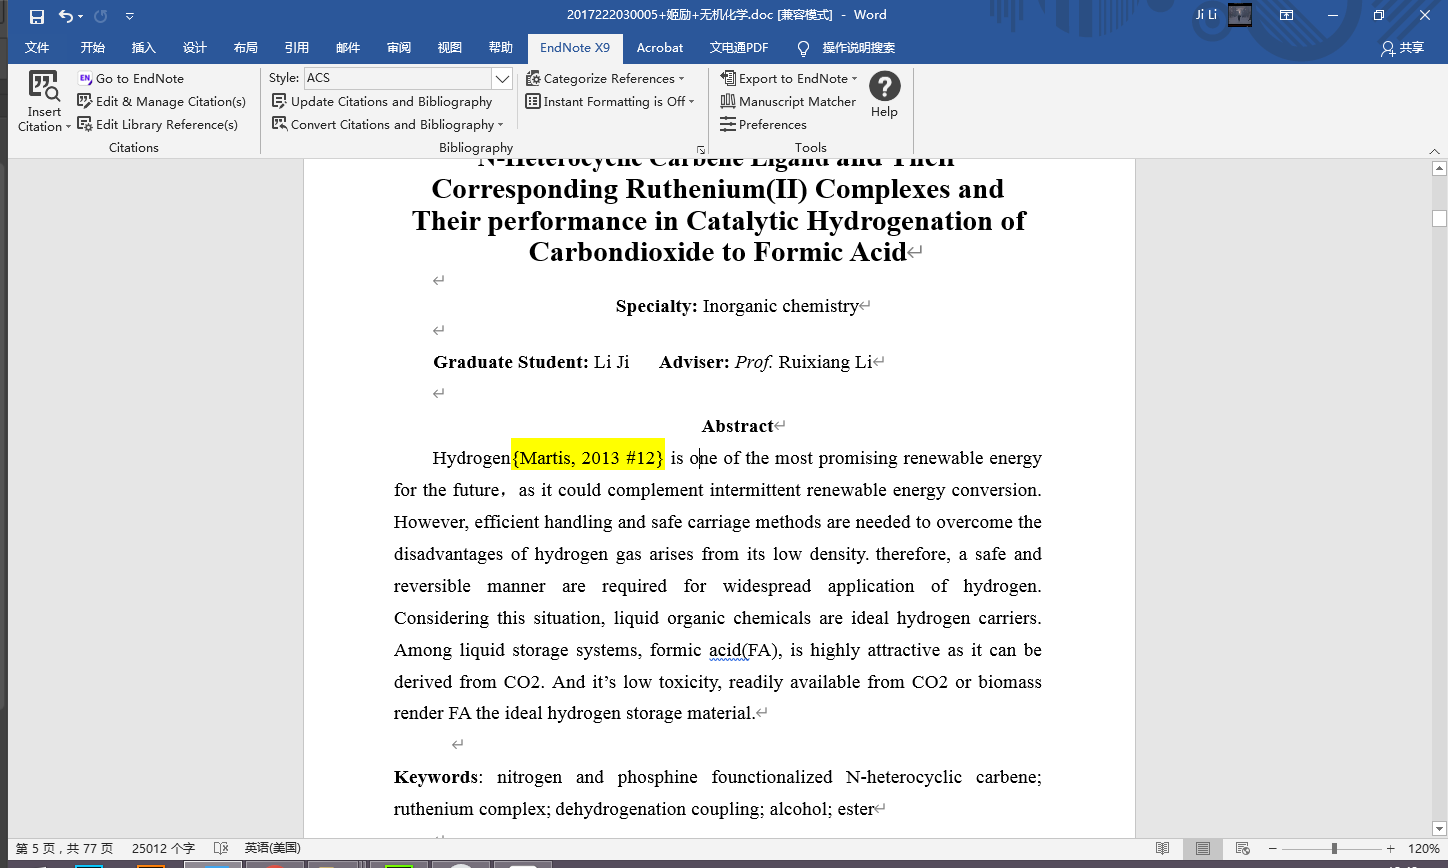 2017222030005+姬励+无机化学.doc [兼容模式] - Word
Ji Li
文件 开始 插入 设计 布局 引用 邮件 审阅 视图 帮助 EndNote X9 Acrobat 文电通PDF 操作说明搜索 共享
Insert Citation
EN Go to EndNote
Edit & Manage Citation(s)
Edit Library Reference(s)
Citations
Style: ACS
Update Citations and Bibliography
Convert Citations and Bibliography
Bibliography
Categorize References
Instant Formatting is Off
Export to EndNote
Manuscript Matcher
Preferences
Tools
Help
N-Heterocyclic Carbene Ligand and Their
Corresponding Ruthenium(II) Complexes and
Their performance in Catalytic Hydrogenation of
Carbondioxide to Formic Acid
Specialty: Inorganic chemistry
Graduate Student: Li Ji Adviser: Prof. Ruixiang Li
Abstract
Hydrogen{Martis, 2013 #12} is one of the most promising renewable energy
for the future，as it could complement intermittent renewable energy conversion.
However, efficient handling and safe carriage methods are needed to overcome the
disadvantages of hydrogen gas arises from its low density. therefore, a safe and
reversible manner are required for widespread application of hydrogen.
Considering this situation, liquid organic chemicals are ideal hydrogen carriers.
Among liquid storage systems, formic acid(FA), is highly attractive as it can be
derived from CO2. And it’s low toxicity, readily available from CO2 or biomass
render FA the ideal hydrogen storage material.
Keywords: nitrogen and phosphine founctionalized N-heterocyclic carbene;
ruthenium complex; dehydrogenation coupling; alcohol; ester
第 5 页，共 77 页 25012 个字 英语(美国) 120%